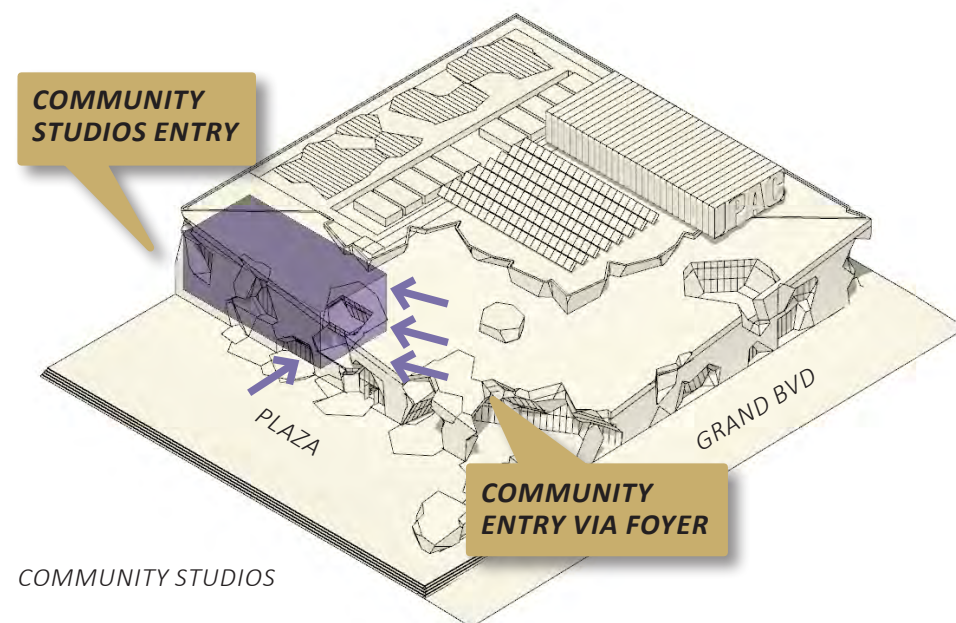 COMMUNITY
STUDIOS ENTRY
PAC
PLAZA
GRAND BVD
COMMUNITY
ENTRY VIA FOYER
COMMUNITY STUDIOS